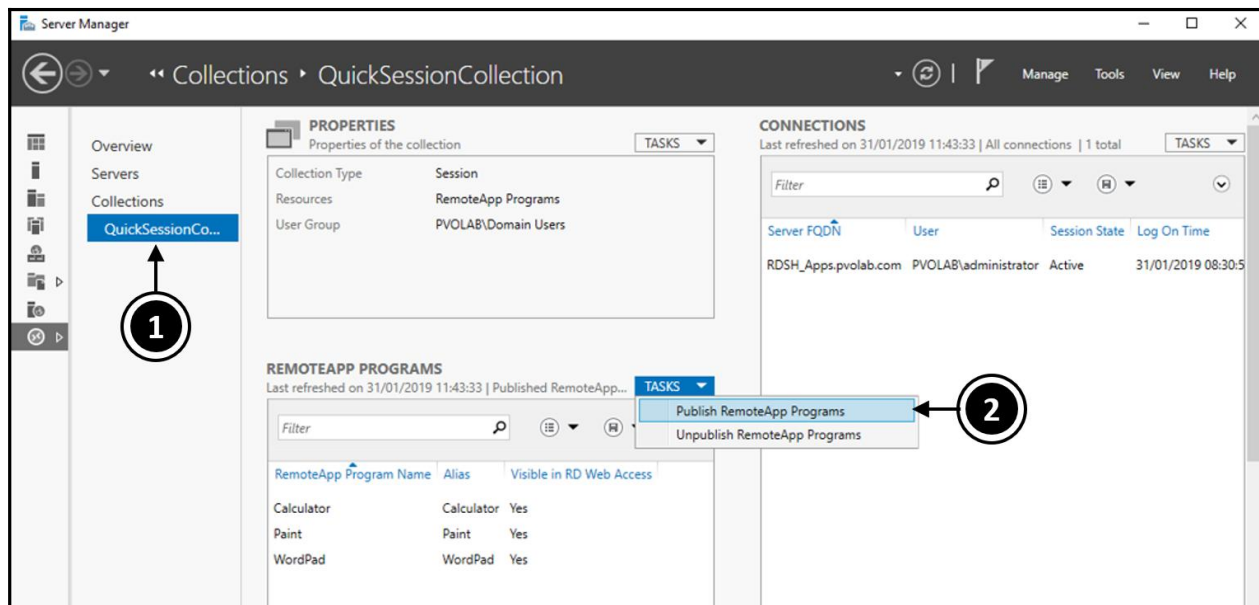 Server Manager
Collections QuickSessionCollection
Manage Tools View Help
Overview
Servers
Collections
QuickSessionCo...
1
PROPERTIES
Properties of the collection
TASKS
Collection Type Session
Resources RemoteApp Programs
User Group PVOLAB\Domain Users
REMOTEAPP PROGRAMS
Last refreshed on 31/01/2019 11:43:33 | Published RemoteApp...
TASKS
Publish RemoteApp Programs
Unpublish RemoteApp Programs
2
Filter
RemoteApp Program Name Alias Visible in RD Web Access
Calculator Calculator Yes
Paint Paint Yes
WordPad WordPad Yes
CONNECTIONS
Last refreshed on 31/01/2019 11:43:33 | All connections | 1 total
TASKS
Filter
Server FQDN User Session State Log On Time
RDSH_Apps.pvolab.com PVOLAB\administrator Active 31/01/2019 08:30:5